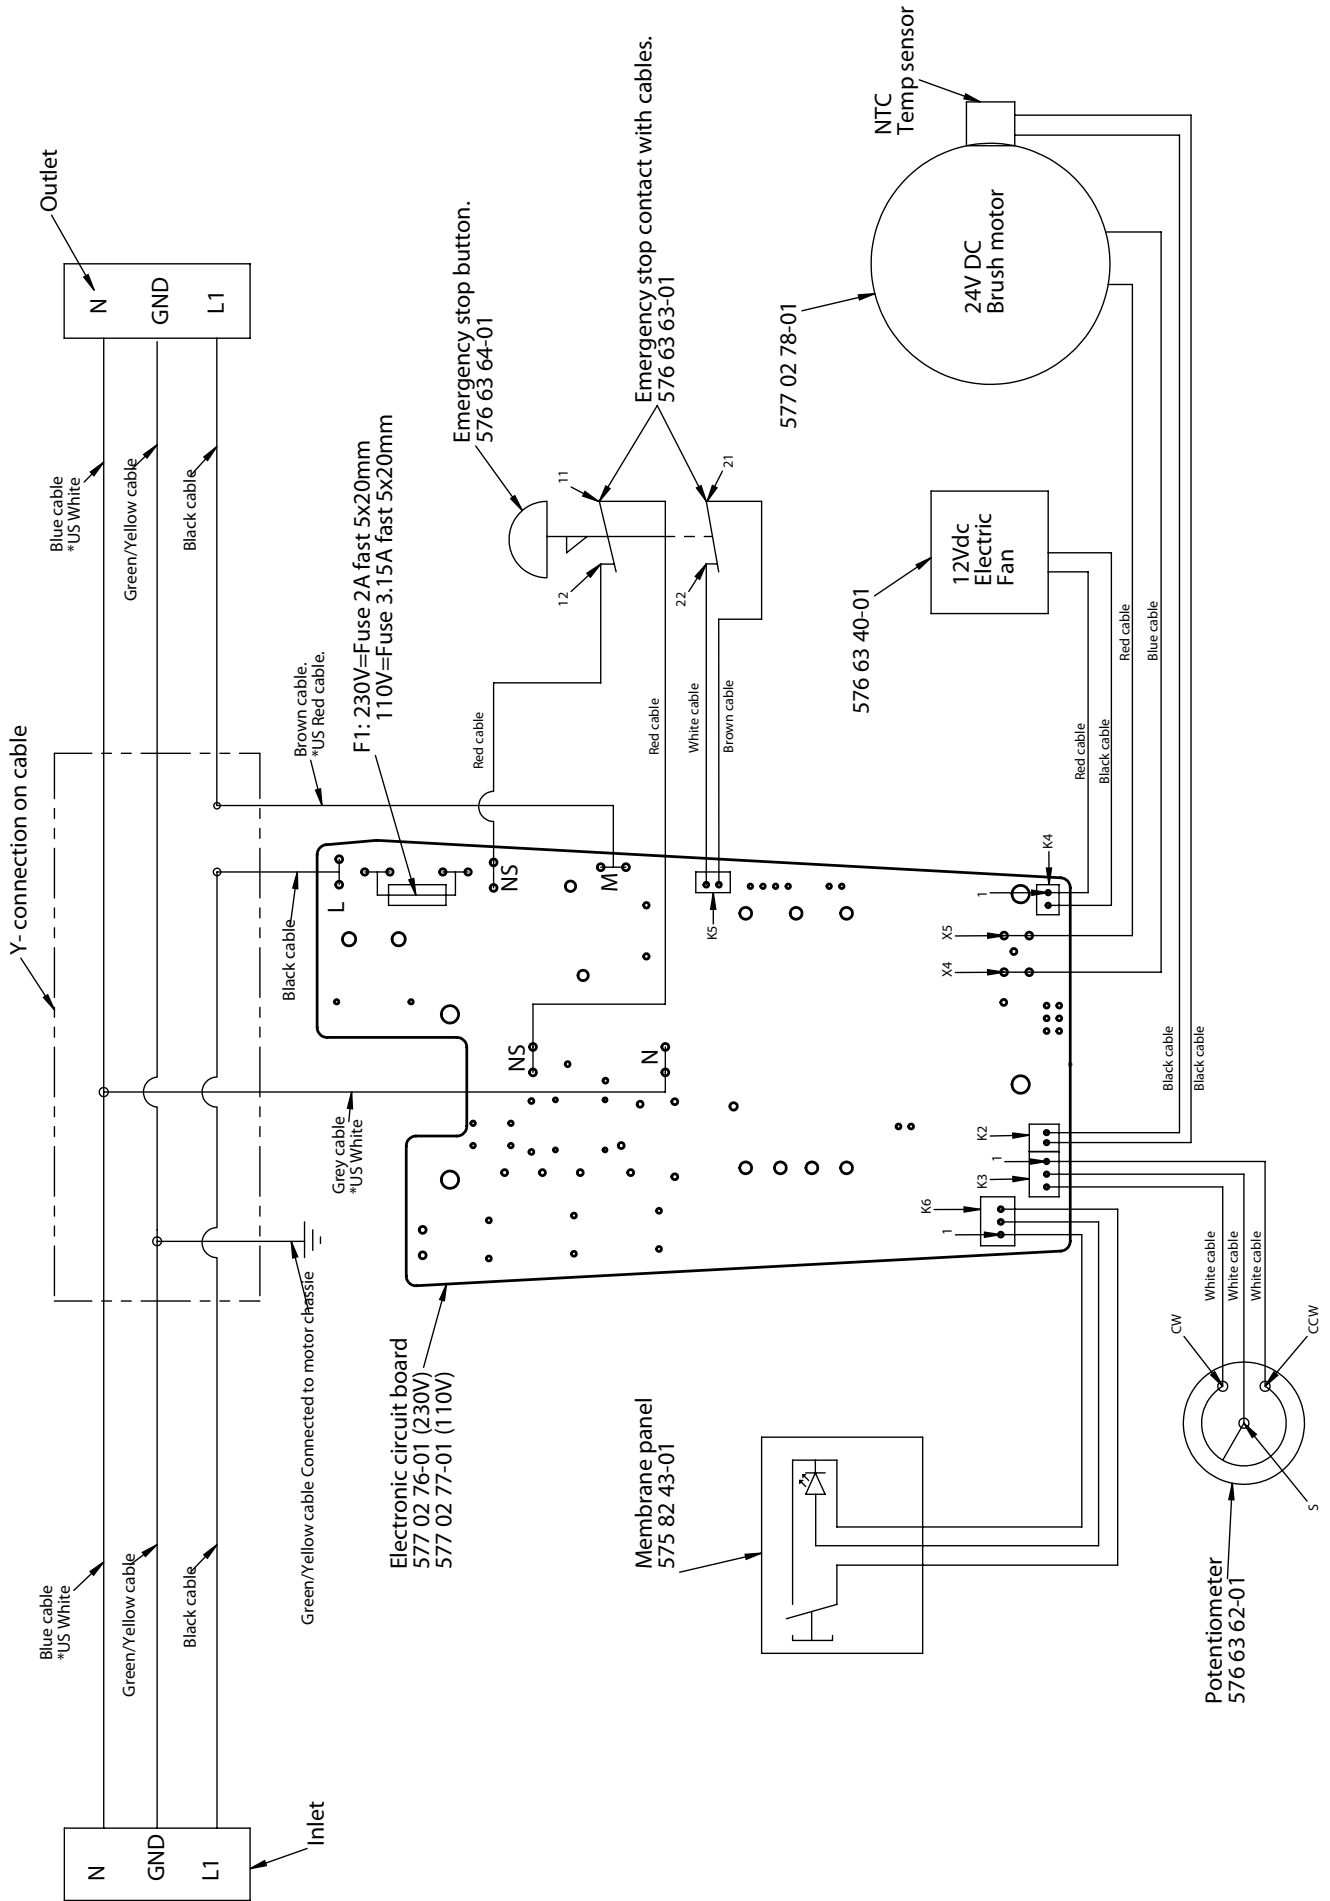 Y- connection on cable
Inlet
N
GND
L1
Blue cable
*US White
Green/Yellow cable
Black cable
Green/Yellow cable Connected to motor chassie
Blue cable
*US White
Green/Yellow cable
Black cable
Outlet
N
GND
L1
Grey cable
*US White
Black cable
Brown cable.
*US Red cable.
F1: 230V=Fuse 2A fast 5x20mm
110V=Fuse 3.15A fast 5x20mm
Electronic circuit board
577 02 76-01 (230V)
577 02 77-01 (110V)
L
NS
M
NS
N
K5
Red cable
Red cable
White cable
Brown cable
Emergency stop button.
576 63 64-01
12
11
22
21
Emergency stop contact with cables.
576 63 63-01
Membrane panel
575 82 43-01
1
K6
K3
1
K2
X4
X5
1
K4
Potentiometer
576 63 62-01
CW
S
CCW
White cable
White cable
White cable
Black cable
Black cable
Red cable
Black cable
Red cable
Blue cable
576 63 40-01
12Vdc
Electric
Fan
577 02 78-01
24V DC
Brush motor
NTC
Temp sensor